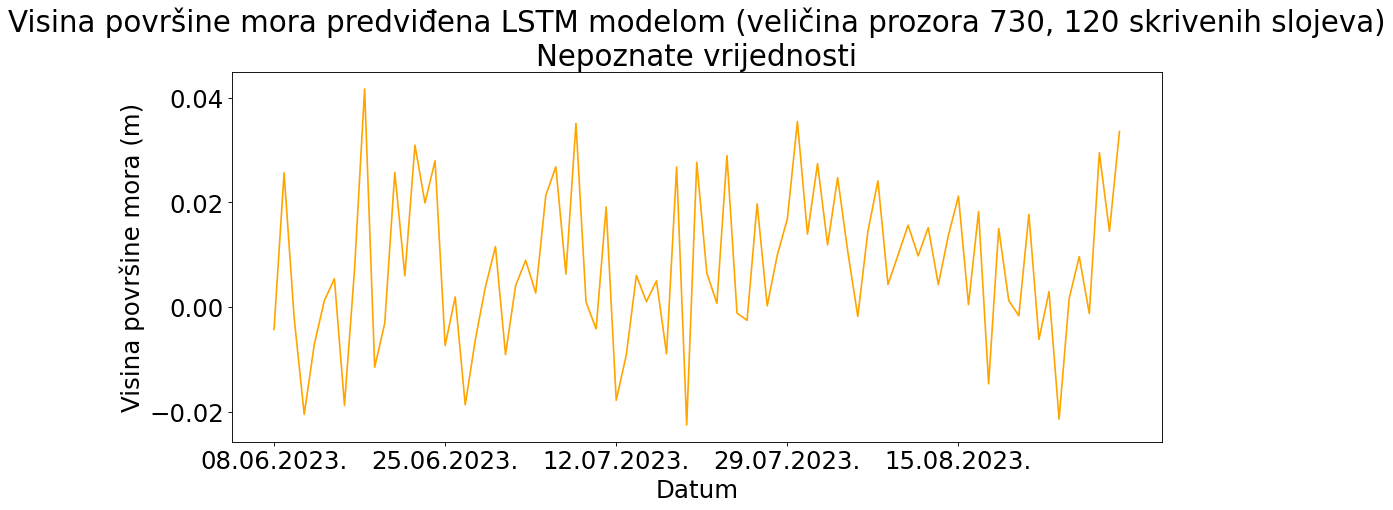 Visina površine mora predviđena LSTM modelom (veličina prozora 730, 120 skrivenih slojeva)
Nepoznate vrijednosti
Visina površine mora (m)
0.04
0.02
0.00
−0.02
08.06.2023. 25.06.2023. 12.07.2023. 29.07.2023. 15.08.2023.
Datum